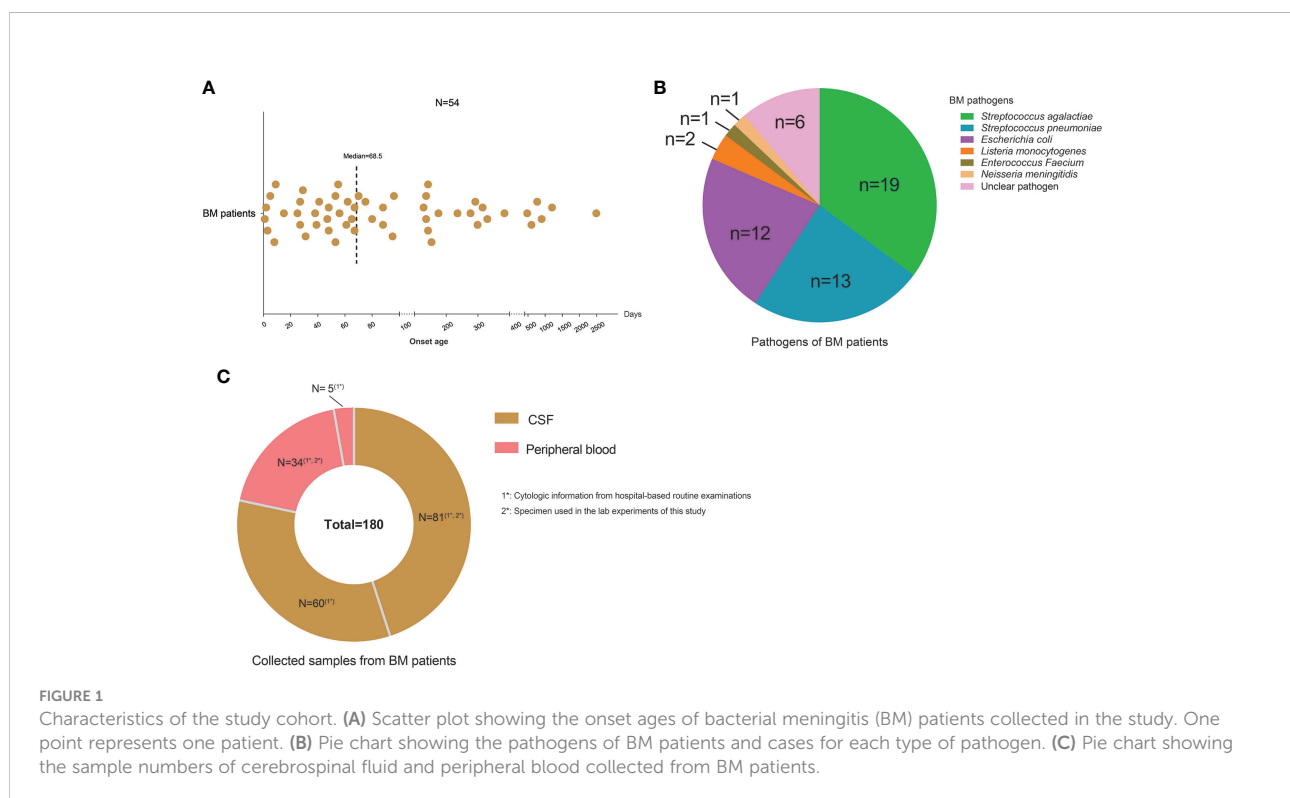 A
N=54
Median=68.5
BM patients
0 20 40 60 80 100 200 300 400 500 1000 1500 2000 2500
Days
Onset age
B
n=1
n=1
n=2
n=6
n=19
n=12
n=13
Pathogens of BM patients
BM pathogens
Streptococcus agalactiae
Streptococcus pneumoniae
Escherichia coli
Listeria monocytogenes
Enterococcus Faecium
Neisseria meningitidis
Unclear pathogen
C
N= 5(1*)
N=34(1*, 2*)
N=81(1*, 2*)
Total=180
N=60(1*)
Collected samples from BM patients
CSF
Peripheral blood
1*: Cytologic information from hospital-based routine examinations
2*: Specimen used in the lab experiments of this study
FIGURE 1
Characteristics of the study cohort. (A) Scatter plot showing the onset ages of bacterial meningitis (BM) patients collected in the study. One
point represents one patient. (B) Pie chart showing the pathogens of BM patients and cases for each type of pathogen. (C) Pie chart showing
the sample numbers of cerebrospinal fluid and peripheral blood collected from BM patients.